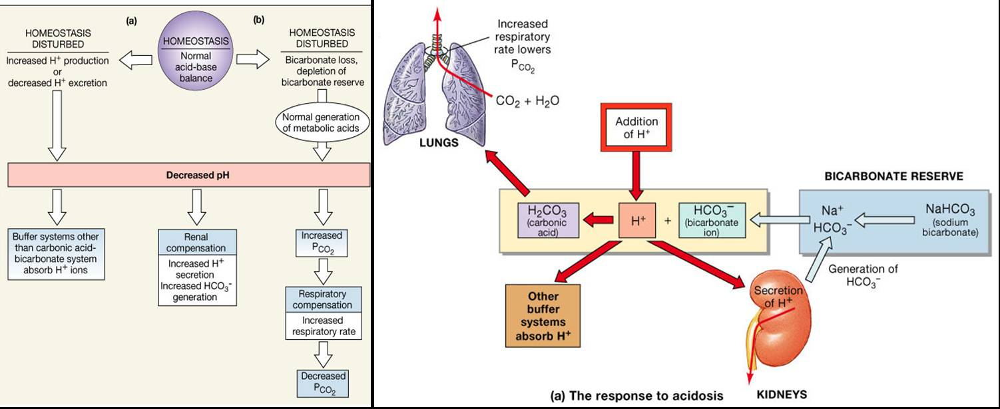 (a)
(b)
HOMEOSTASIS
DISTURBED
Increased H⁺ production
or
decreased H⁺ excretion
HOMEOSTASIS
Normal
acid-base
balance
HOMEOSTASIS
DISTURBED
Bicarbonate loss,
depletion of
bicarbonate reserve
Normal generation
of metabolic acids
Decreased pH
Buffer systems other
than carbonic acid-
bicarbonate system
absorb H⁺ ions
Renal
compensation
Increased H⁺
secretion
Increased HCO₃⁻
generation
Increased
P_CO₂
Respiratory
compensation
Increased
respiratory rate
Decreased
P_CO₂
Increased
respiratory
rate lowers
P_CO₂
CO₂ + H₂O
LUNGS
Addition
of H⁺
BICARBONATE RESERVE
H₂CO₃
(carbonic
acid)
H⁺
+
HCO₃⁻
(bicarbonate
ion)
Na⁺
HCO₃⁻
NaHCO₃
(sodium
bicarbonate)
Generation of
HCO₃⁻
Other
buffer
systems
absorb H⁺
Secretion
of H⁺
KIDNEYS
(a) The response to acidosis